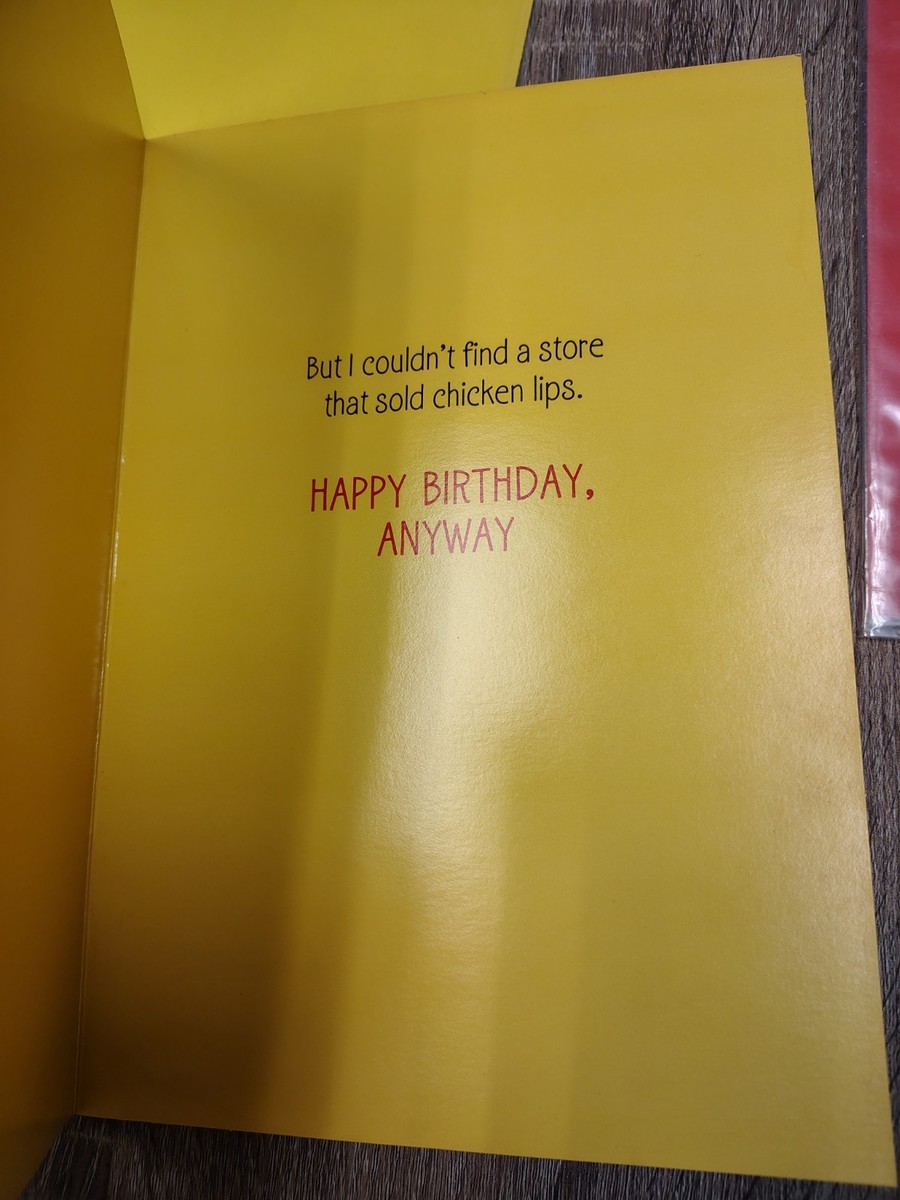 But I couldn't find a store
that sold chicken lips.
HAPPY BIRTHDAY,
ANYWAY